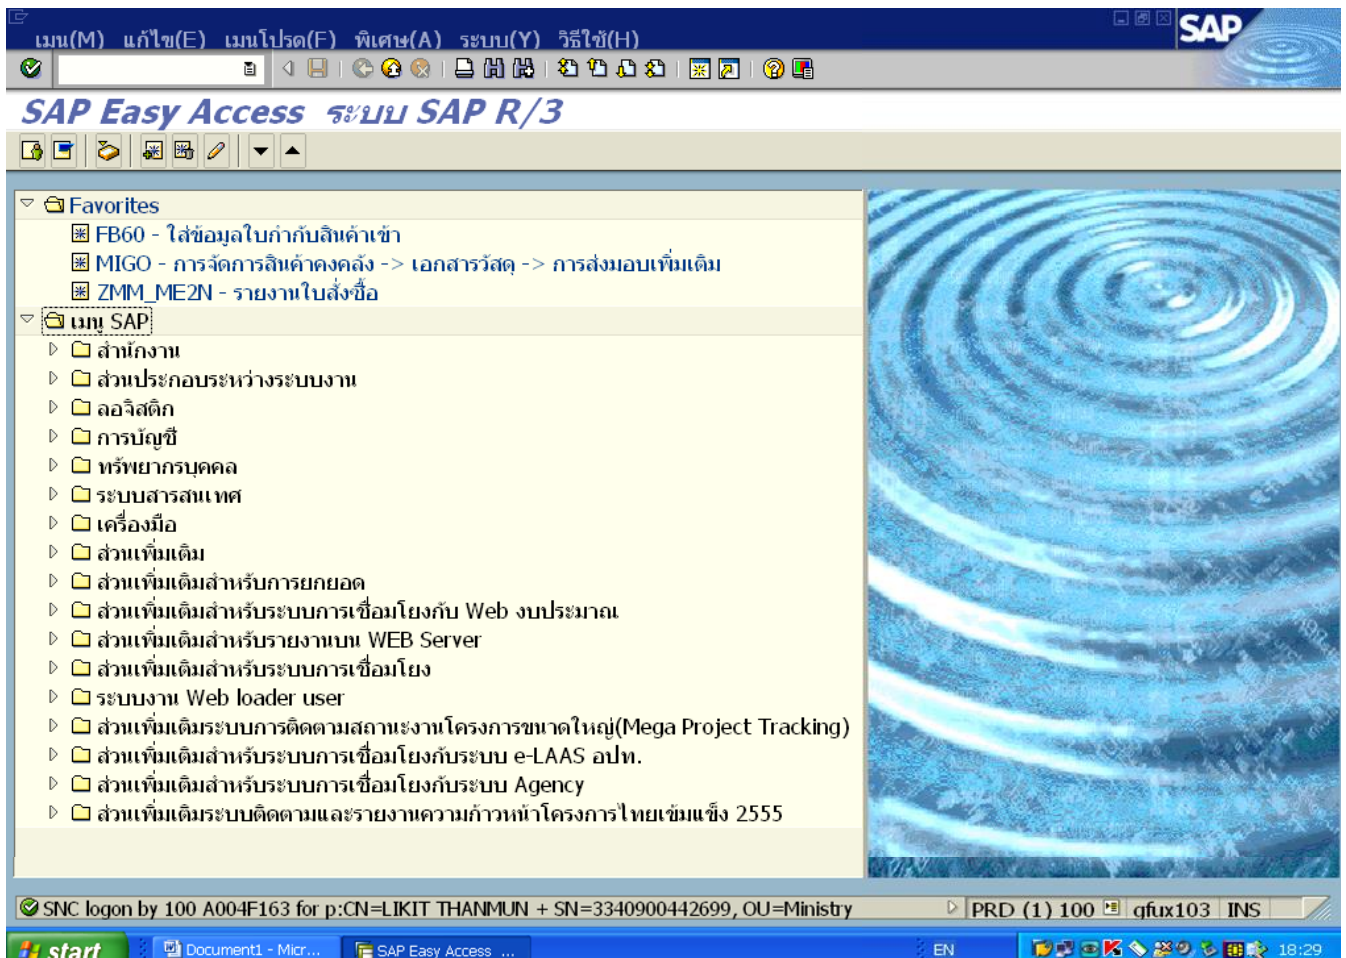 เมนู(M) แก้ไข(E) เมนูโปรด(F) พิเศษ(A) ระบบ(Y) วิธีใช้(H)
SAP
SAP Easy Access ระบบ SAP R/3
Favorites
FB60 - ใส่ข้อมูลใบกำกับสินค้าเข้า
MIGO - การจัดการสินค้าคงคลัง -> เอกสารวัสดุ -> การส่งมอบเพิ่มเติม
ZMM_ME2N - รายงานใบสั่งซื้อ
เมนู SAP
สำนักงาน
ส่วนประกอบระหว่างระบบงาน
ลอจิสติก
การบัญชี
ทรัพยากรบุคคล
ระบบสารสนเทศ
เครื่องมือ
ส่วนเพิ่มเติม
ส่วนเพิ่มเติมสำหรับการยกยอด
ส่วนเพิ่มเติมสำหรับระบบการเชื่อมโยงกับ Web งบประมาณ
ส่วนเพิ่มเติมสำหรับรายงานบน WEB Server
ส่วนเพิ่มเติมสำหรับระบบการเชื่อมโยง
ระบบงาน Web loader user
ส่วนเพิ่มเติมระบบการติดตามสถานะงานโครงการขนาดใหญ่(Mega Project Tracking)
ส่วนเพิ่มเติมสำหรับระบบการเชื่อมโยงกับระบบ e-LAAS อปท.
ส่วนเพิ่มเติมสำหรับระบบการเชื่อมโยงกับระบบ Agency
ส่วนเพิ่มเติมระบบติดตามและรายงานความก้าวหน้าโครงการไทยเข้มแข็ง 2555
SNC logon by 100 A004F163 for p:CN=LIKIT THANMUN + SN=3340900442699, OU=Ministry PRD (1) 100 qfux103 INS
start Document1 - Micr... SAP Easy Access ... EN 18:29